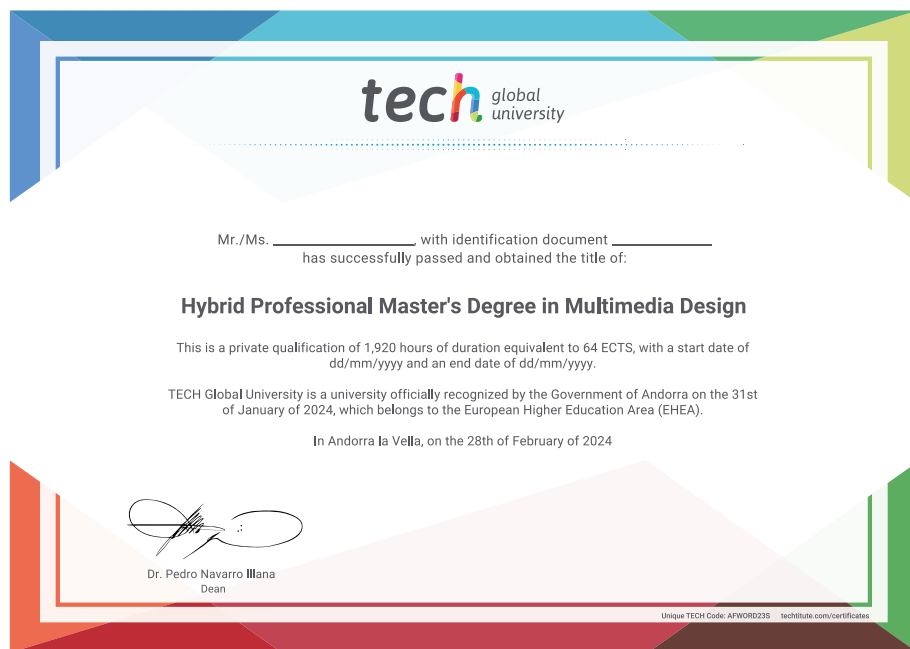 tech global
university
Mr./Ms. ____________, with identification document ____________
has successfully passed and obtained the title of:
Hybrid Professional Master's Degree in Multimedia Design
This is a private qualification of 1,920 hours of duration equivalent to 64 ECTS, with a start date of
dd/mm/yyyy and an end date of dd/mm/yyyy.
TECH Global University is a university officially recognized by the Government of Andorra on the 31st
of January of 2024, which belongs to the European Higher Education Area (EHEA).
In Andorra la Vella, on the 28th of February of 2024
Dr. Pedro Navarro Illana
Dean
Unique TECH Code: AFWORD23S techtitute.com/certificates